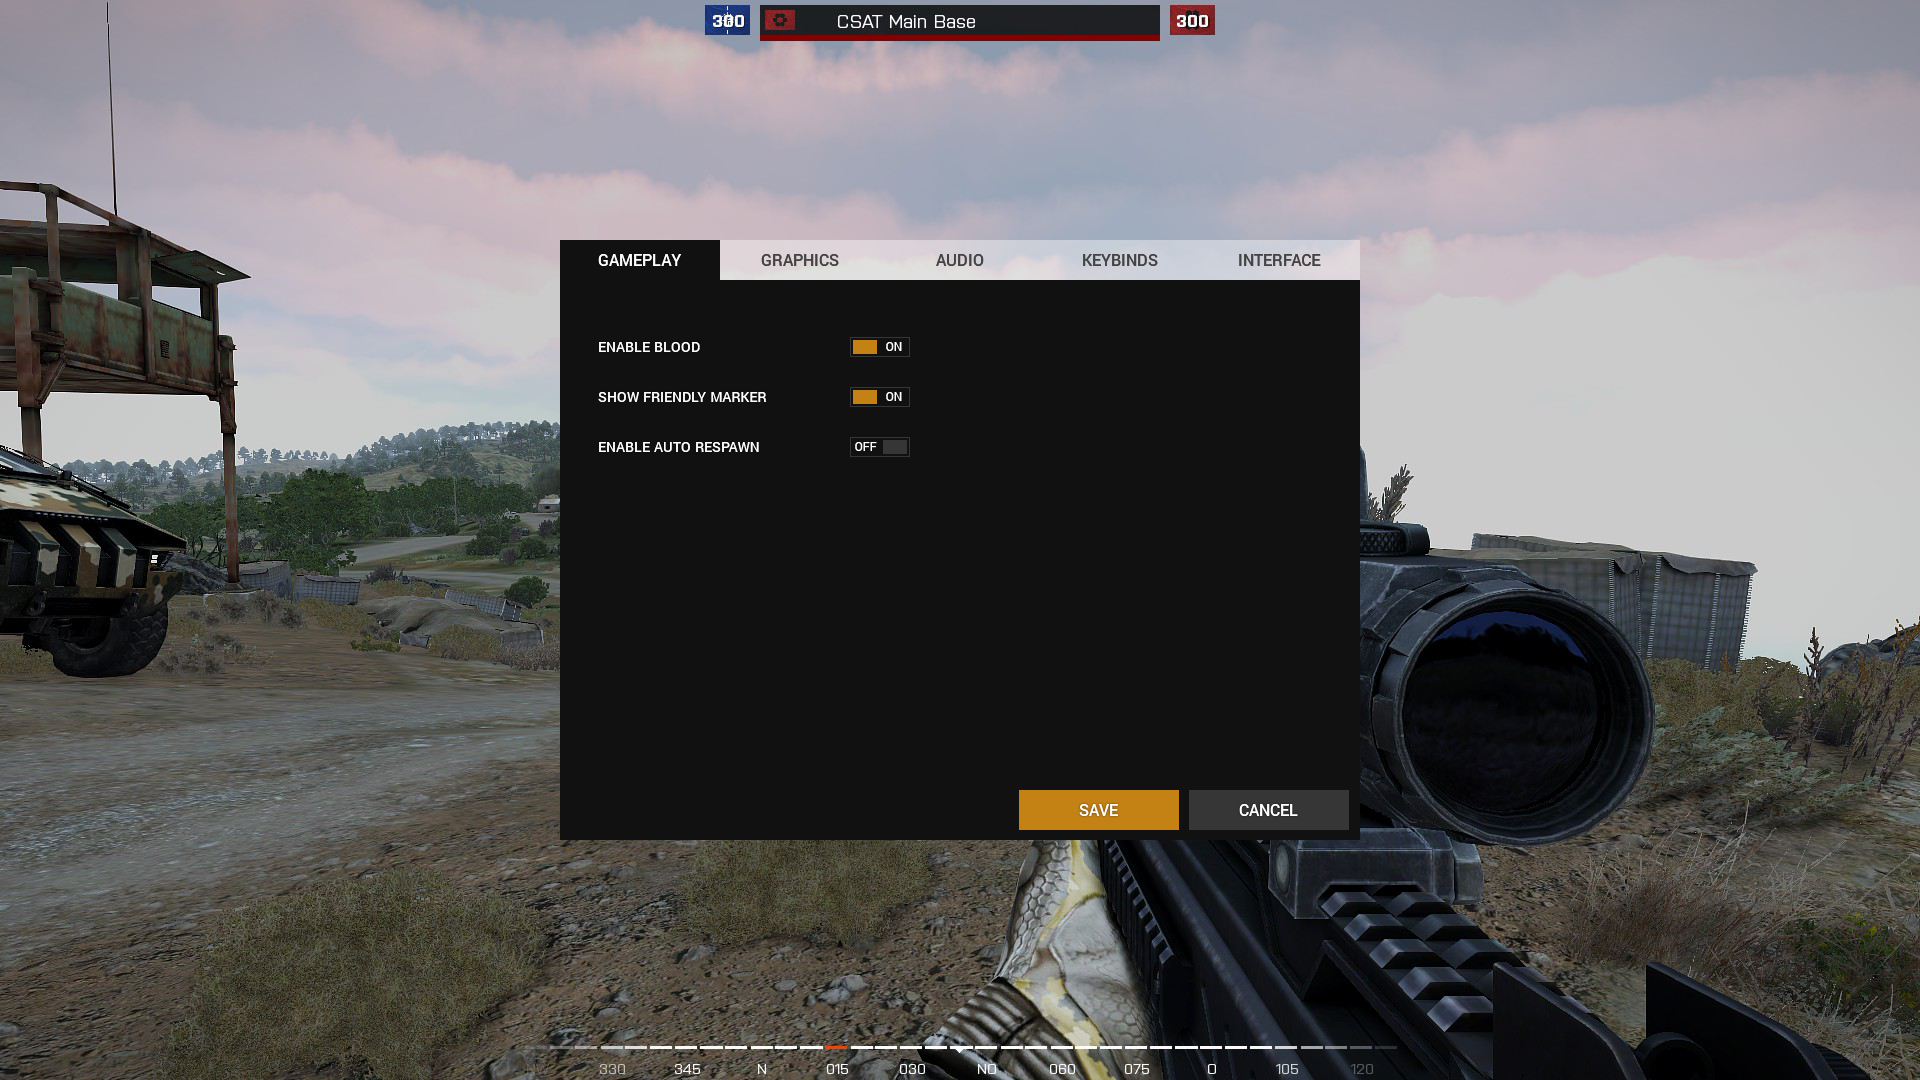 300 CSAT Main Base 300
GAMEPLAY GRAPHICS AUDIO KEYBINDS INTERFACE
ENABLE BLOOD ON
SHOW FRIENDLY MARKER ON
ENABLE AUTO RESPAWN OFF
SAVE CANCEL
330 345 N 015 030 NO 060 075 O 105 120